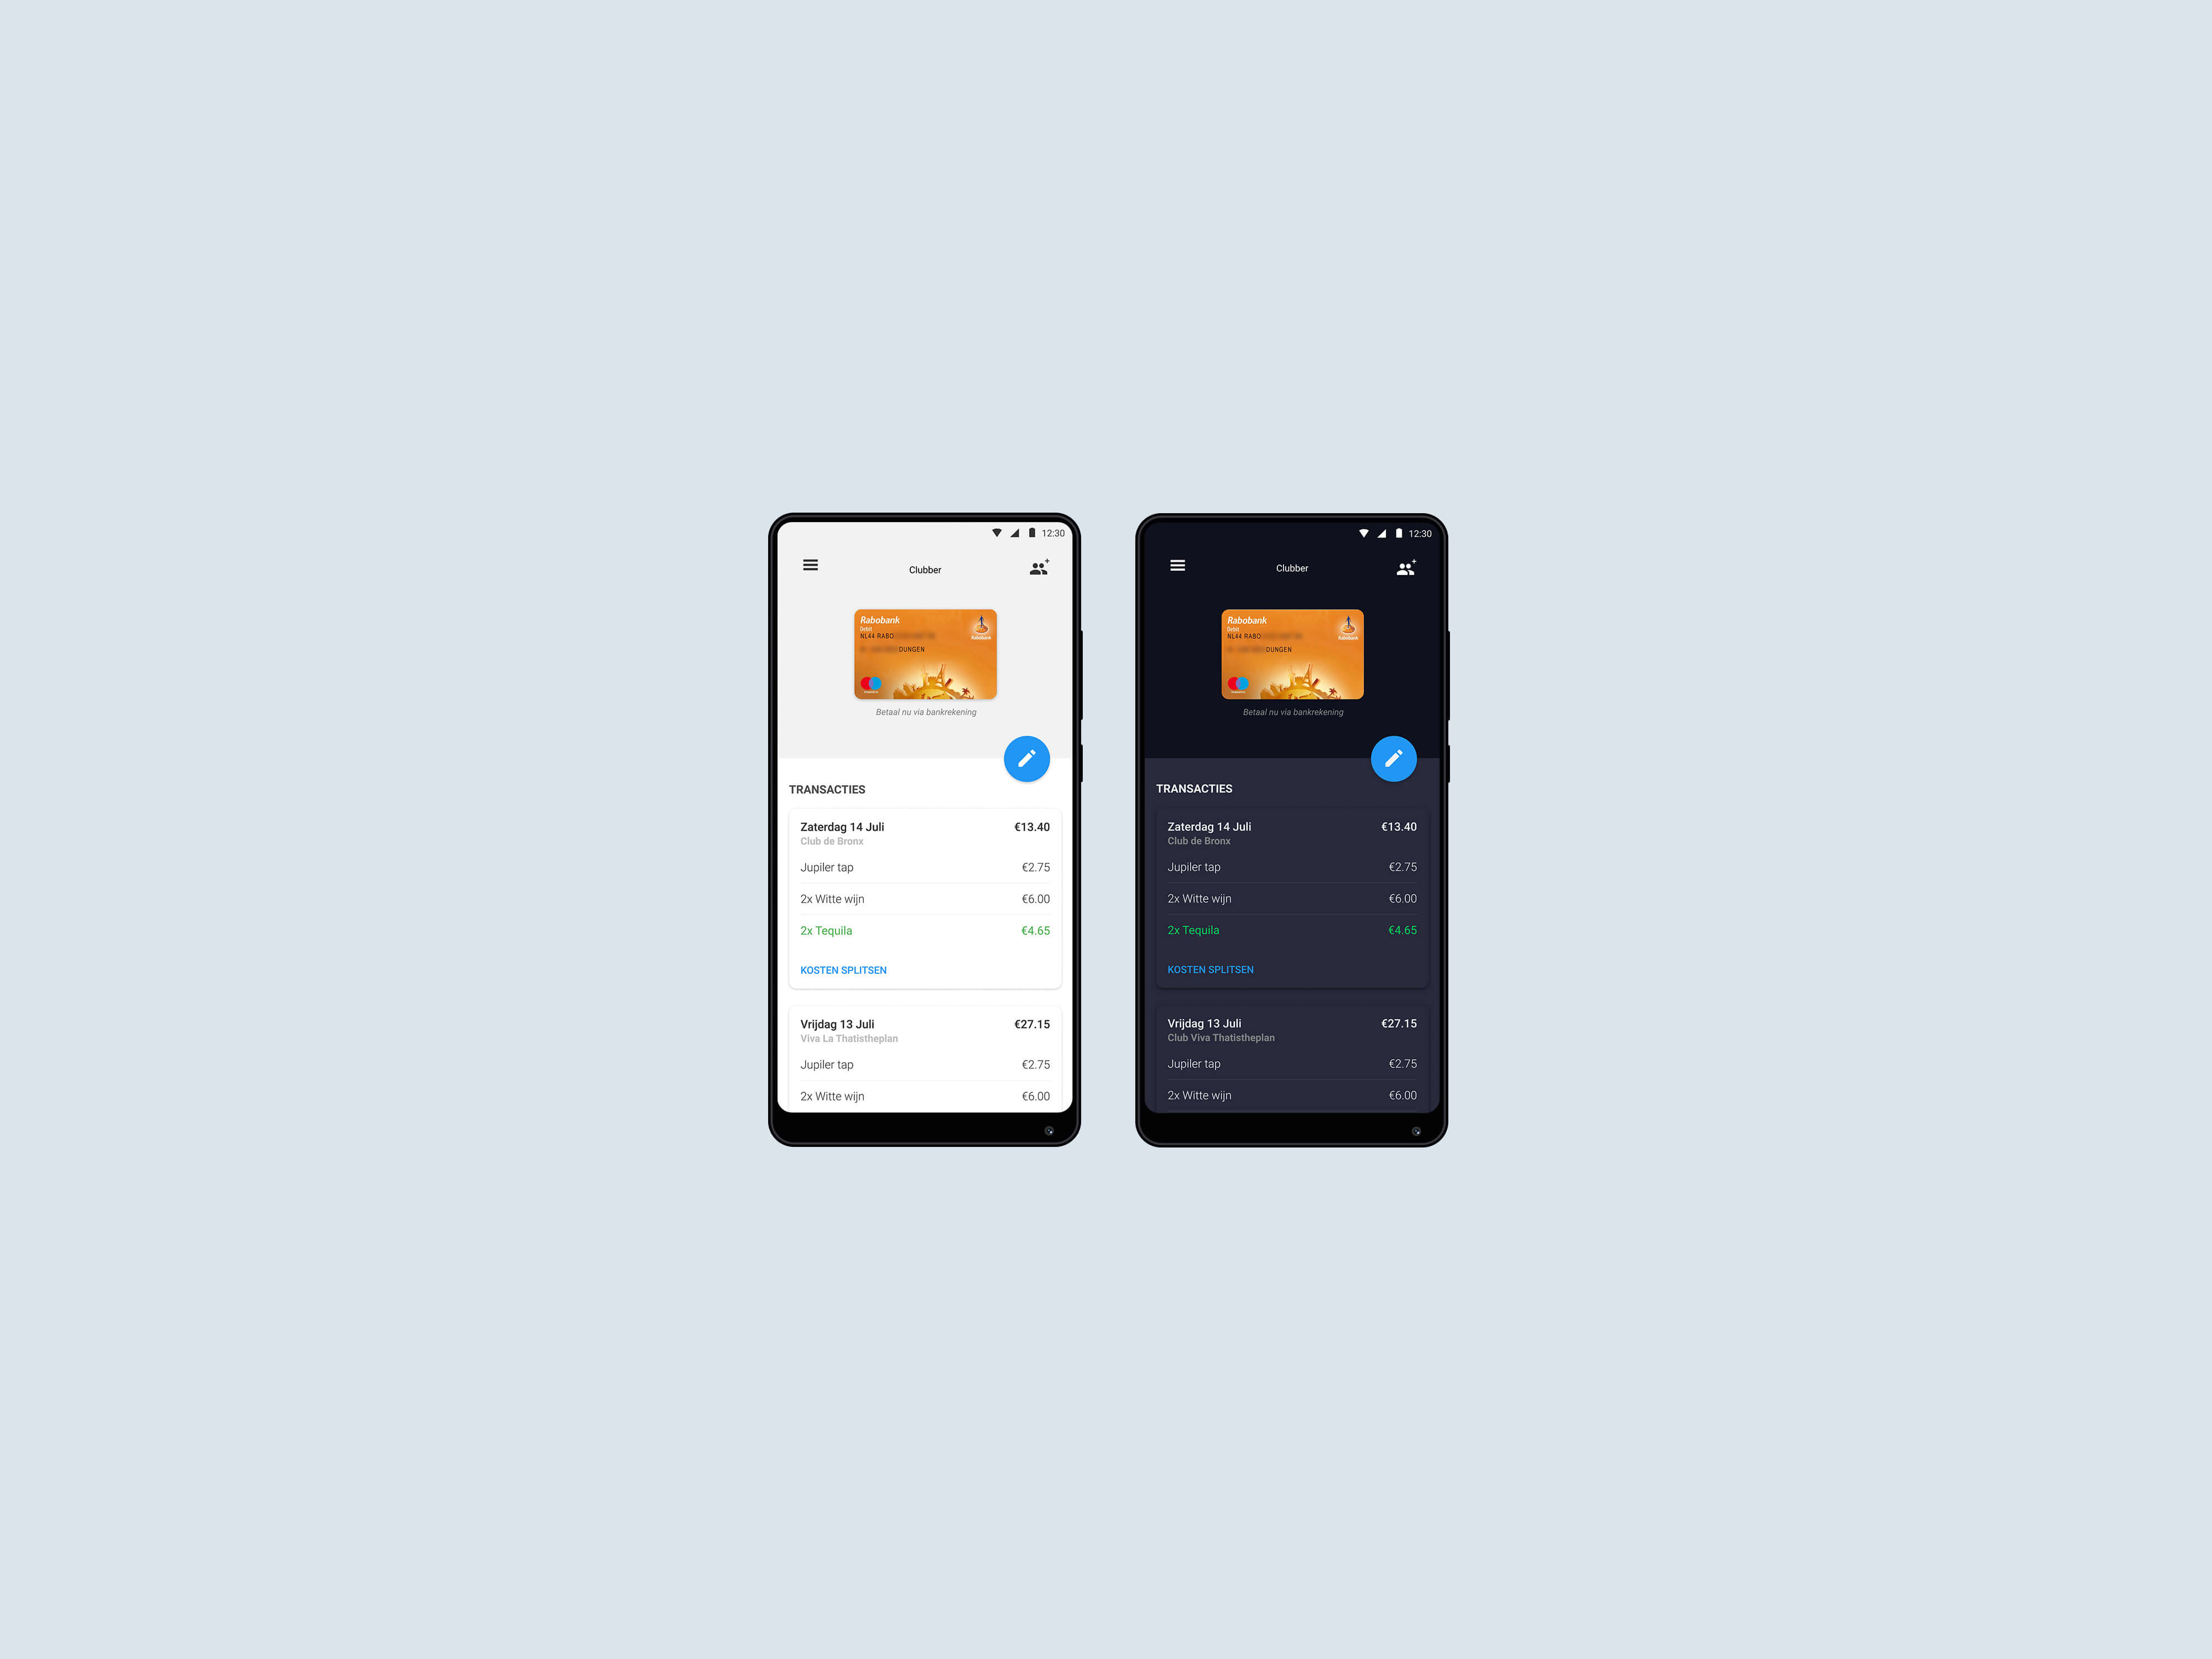 12:30
Clubber
Rabobank
Debit
NL44 RABO
Rabobank
DUNGEN
Betaal nu via bankrekening
TRANSACTIES
Zaterdag 14 Juli €13.40
Club de Bronx
Jupiler tap €2.75
2x Witte wijn €6.00
2x Tequila €4.65
KOSTEN SPLITSEN
Vrijdag 13 Juli €27.15
Viva La Thatistheplan
Jupiler tap €2.75
2x Witte wijn €6.00
12:30
Clubber
Rabobank
Debit
NL44 RABO
Rabobank
DUNGEN
Betaal nu via bankrekening
TRANSACTIES
Zaterdag 14 Juli €13.40
Club de Bronx
Jupiler tap €2.75
2x Witte wijn €6.00
2x Tequila €4.65
KOSTEN SPLITSEN
Vrijdag 13 Juli €27.15
Club Viva Thatistheplan
Jupiler tap €2.75
2x Witte wijn €6.00